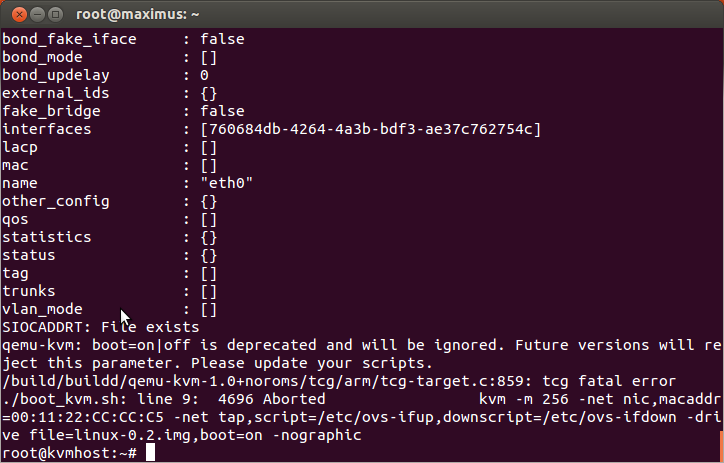 root@maximus: ~
bond_fake_iface     : false
bond_mode           : []
bond_updelay        : 0
external_ids        : {}
fake_bridge         : false
interfaces          : [760684db-4264-4a3b-bdf3-ae37c762754c]
lacp                : []
mac                 : []
name                : "eth0"
other_config        : {}
qos                 : []
statistics          : {}
status              : {}
tag                 : []
trunks              : []
vlan_mode           : []
SIOCADDRT: File exists
qemu-kvm: boot=on|off is deprecated and will be ignored. Future versions will re
ject this parameter. Please update your scripts.
/build/buildd/qemu-kvm-1.0+noroms/tcg/arm/tcg-target.c:859: tcg fatal error
./boot_kvm.sh: line 9:  4696 Aborted                 kvm -m 256 -net nic,macaddr
=00:11:22:CC:CC:C5 -net tap,script=/etc/ovs-ifup,downscript=/etc/ovs-ifdown -dri
ve file=linux-0.2.img,boot=on -nographic
root@kvmhost:~#